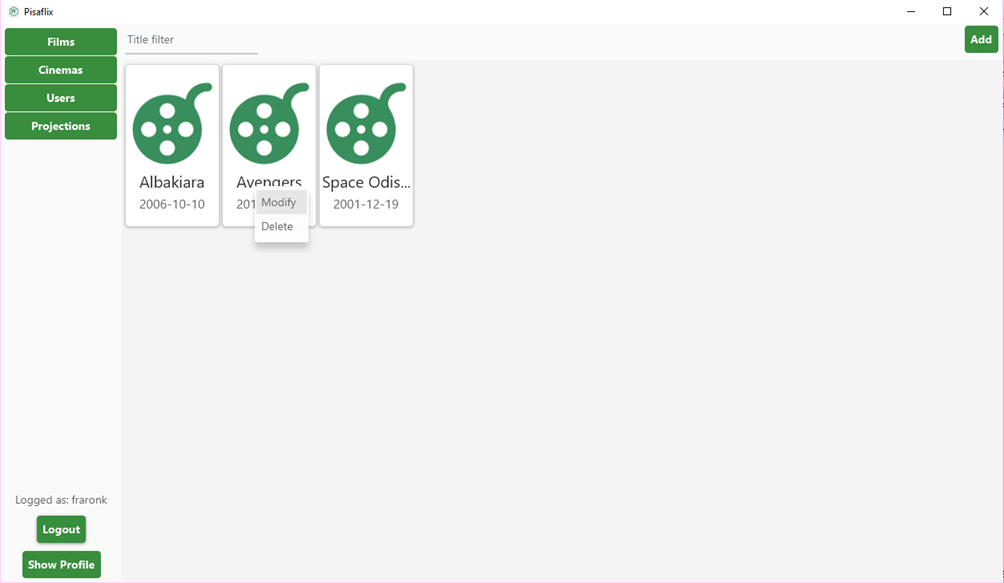 Pisaflix
Films
Cinemas
Users
Projections
Title filter
Add
Albakiara
2006-10-10
Avengers
Space Odis...
2001-12-19
Modify
Delete
Logged as: fraronk
Logout
Show Profile